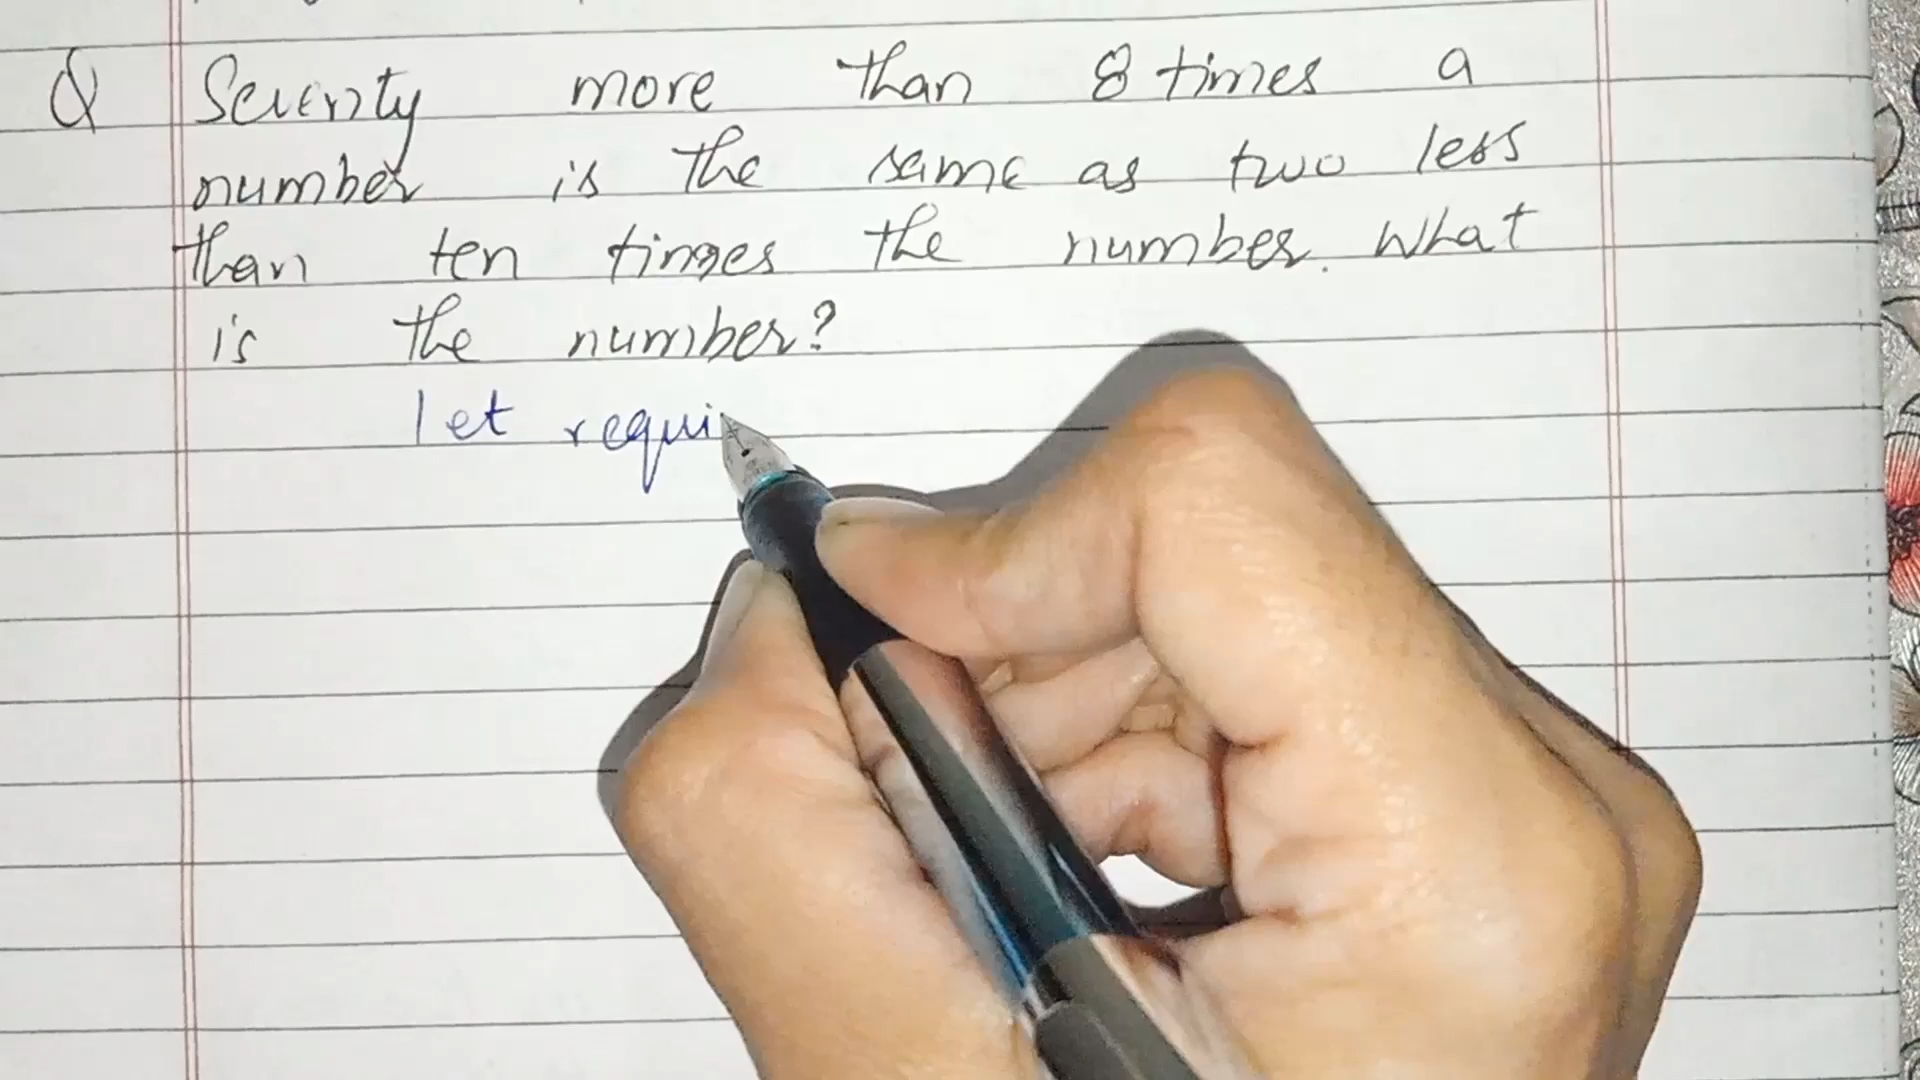 Q Seventy more than 8 times a
number is the same as two less
than ten times the number. What
is the number?
let requi